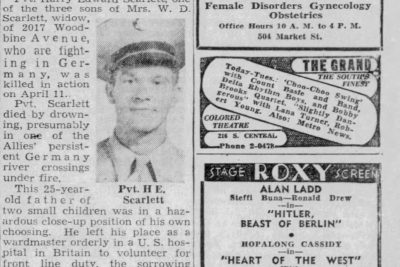 Pvt. Harry Edward Scarlett, one
of the three sons of Mrs. W. D.
Scarlett, widow,
of 2017 Wood-
bine Avenue,
who are fight-
ing in Ger-
many, was
killed in action
on April 11.
Pvt. Scarlett
died by drown-
ing, presumably
in one of the
Allies' persist-
ent Germany
river crossings
under fire.
This 25-year-
old father of
two small children was in a haz-
ardous close-up position of his own
choosing. He left his place as a
wardmaster orderly in a U. S. hos-
pital in Britain to volunteer for
front line duty, the sorrowing
Pvt. H E.
Scarlett
Female Disorders Gynecology
Obstetrics
Office Hours 10 A. M. to 4 P. M.
504 Market St.
THE GRAND
THE SOUTH'S
FINEST
Today-Tues.: "Choo-Choo Swing"
with Count Basie and Band,
Delta Rhythm Boys, and Bobby
Brooks Quartet. "Slightly Dan-
gerous" with Lana Turner, Rob-
ert Young. Also: Metro News.
COLORED
THEATRE
216 S. CENTRAL
Phone 2-0478
STAGE ROXY SCREEN
ALAN LADD
Steffi Buna—Ronald Drew
—in—
"HITLER,
BEAST OF BERLIN"
HOPALONG CASSIDY
—in—
"HEART OF THE WEST"